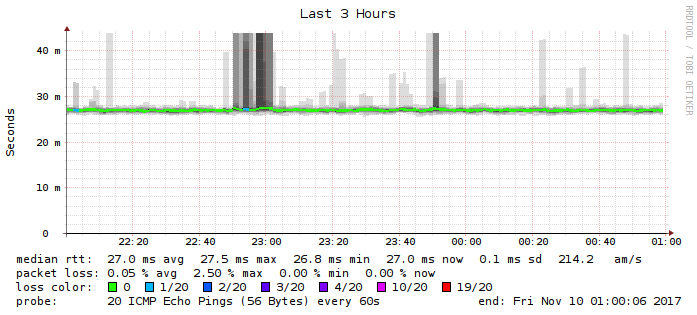 Last 3 Hours
RRDTOOL / TOBI OETIKER
Seconds
40 m
30 m
20 m
10 m
0
22:20 22:40 23:00 23:20 23:40 00:00 00:20 00:40 01:00
median rtt: 27.0 ms avg 27.5 ms max 26.8 ms min 27.0 ms now 0.1 ms sd 214.2 am/s
packet loss: 0.05 % avg 2.50 % max 0.00 % min 0.00 % now
loss color: 0 1/20 2/20 3/20 4/20 10/20 19/20
probe: 20 ICMP Echo Pings (56 Bytes) every 60s end: Fri Nov 10 01:00:06 2017